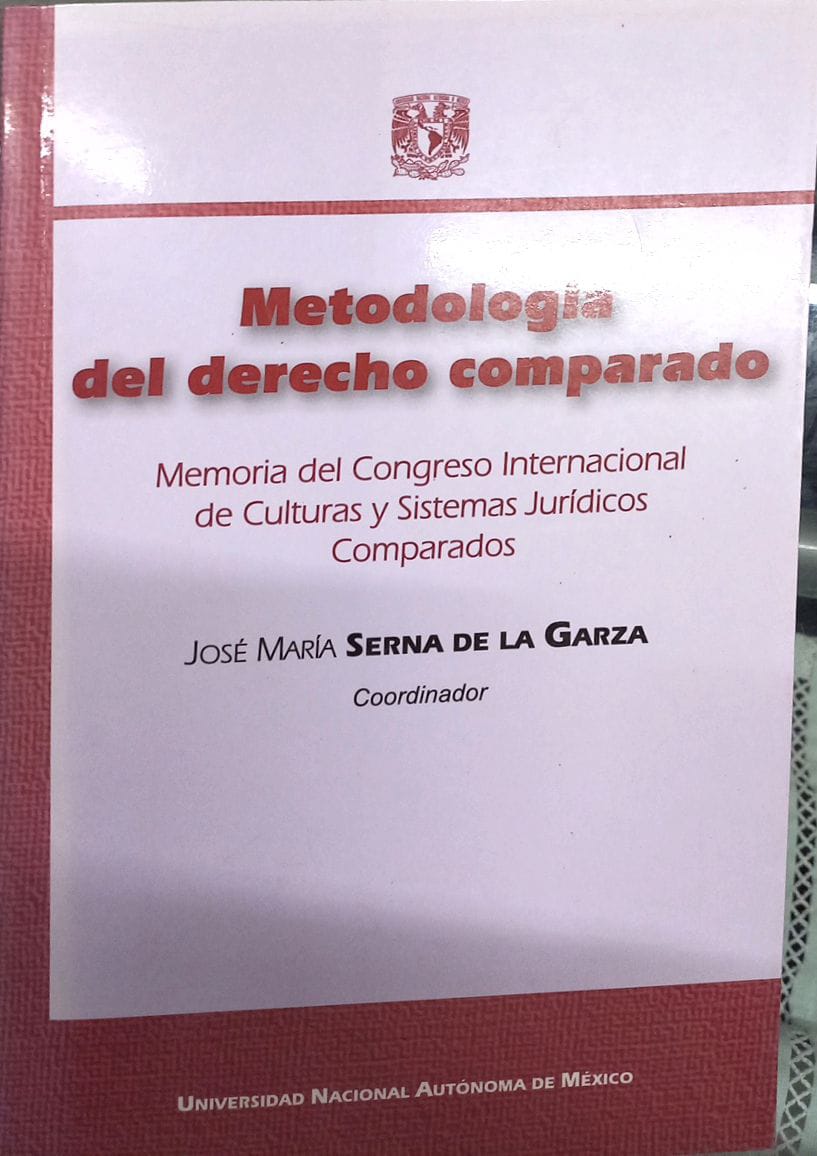 Metodología
del derecho comparado
Memoria del Congreso Internacional
de Culturas y Sistemas Jurídicos
Comparados
JOSÉ MARÍA SERNA DE LA GARZA
Coordinador
UNIVERSIDAD NACIONAL AUTÓNOMA DE MÉXICO